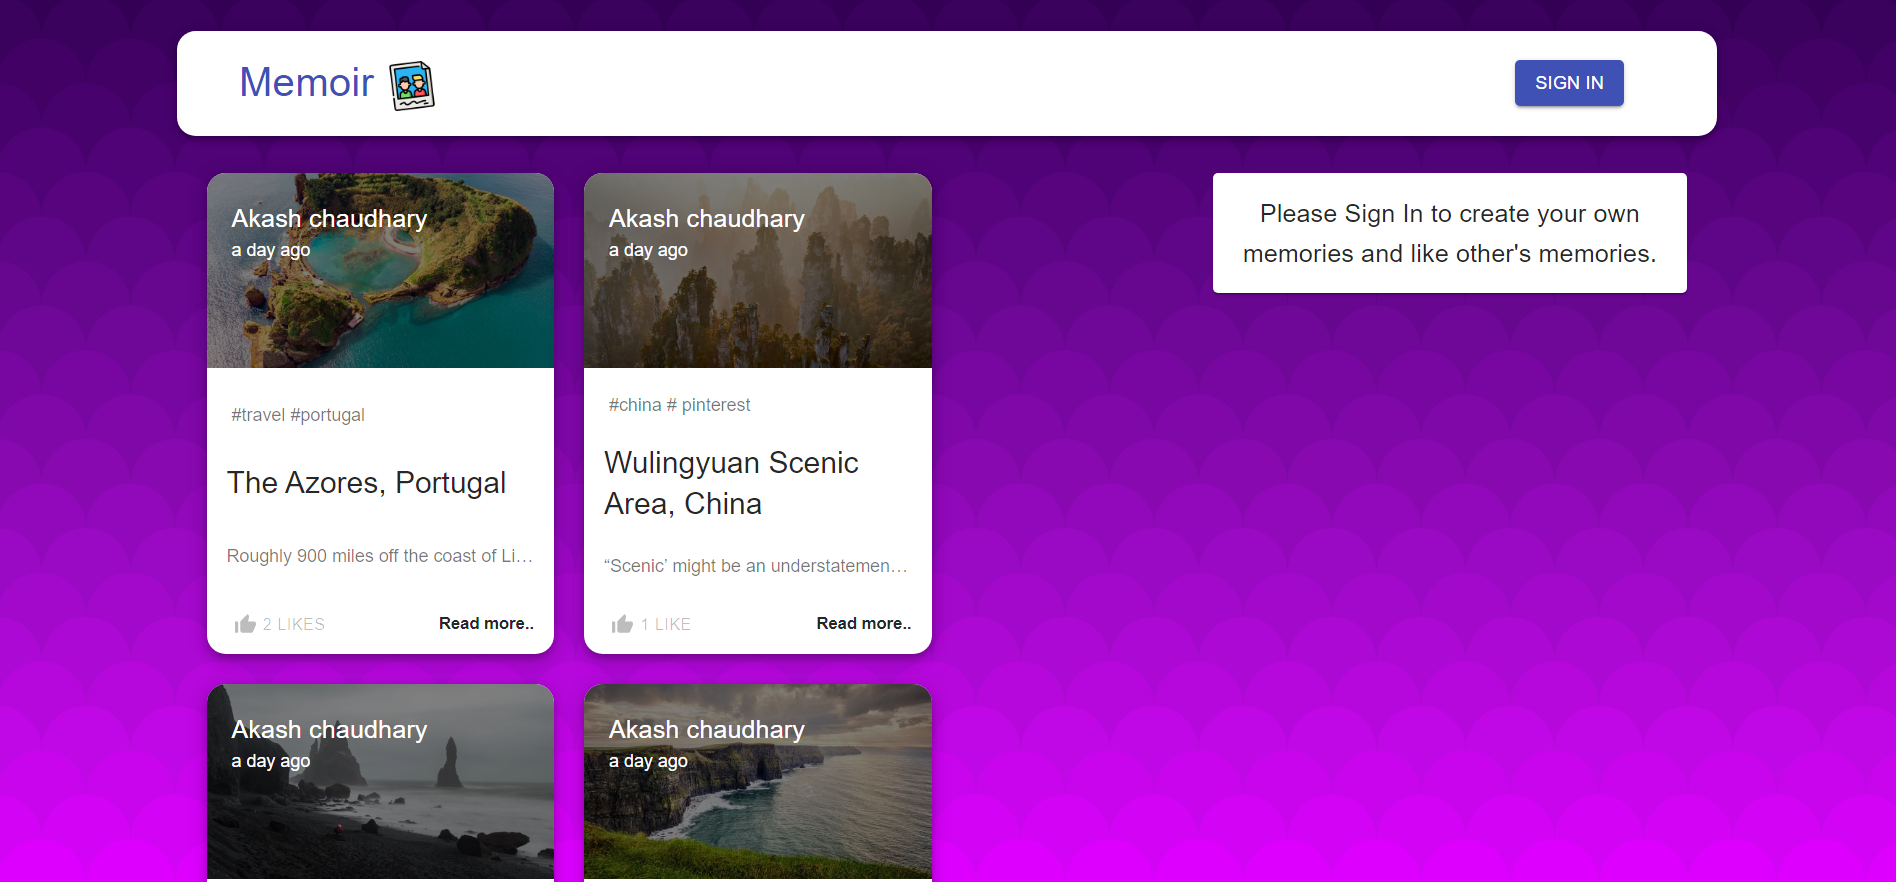 Memoir
SIGN IN
Akash chaudhary
a day ago
#travel #portugal
The Azores, Portugal
Roughly 900 miles off the coast of Li...
2 LIKES
Read more..
Akash chaudhary
a day ago
#china # pinterest
Wulingyuan Scenic
Area, China
“Scenic’ might be an understatemen...
1 LIKE
Read more..
Please Sign In to create your own
memories and like other's memories.
Akash chaudhary
a day ago
Akash chaudhary
a day ago